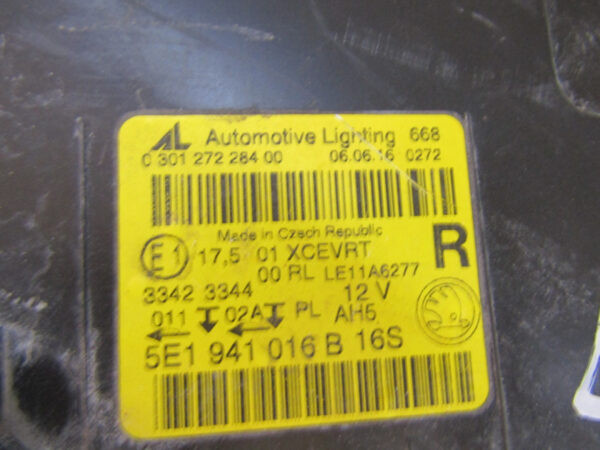 AL Automotive Lighting 668
0 301 272 284 00 06.06.16 0272
Made in Czech Republic
E1 17,5 01 XCEVRT R
00 RL LE11A6277
3342 3344 12 V
011 02A PL AH5
5E1 941 016 B 16S